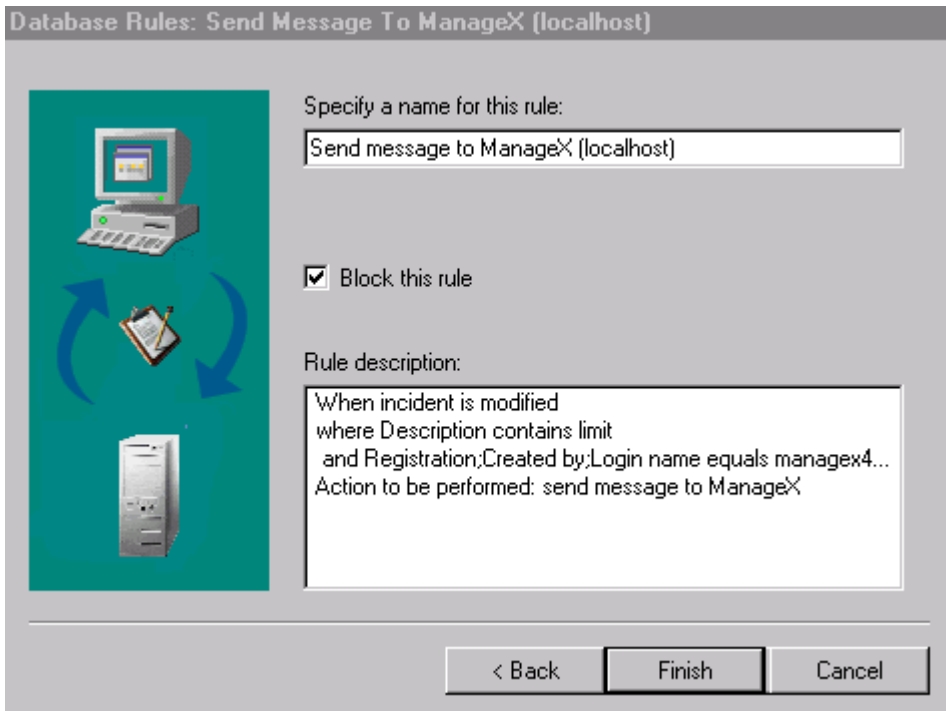 Database Rules: Send Message To ManageX (localhost)
Specify a name for this rule:
Send message to ManageX (localhost)
Block this rule
Rule description:
When incident is modified
where Description contains limit
and Registration;Created by;Login name equals managex4...
Action to be performed: send message to ManageX
< Back
Finish
Cancel